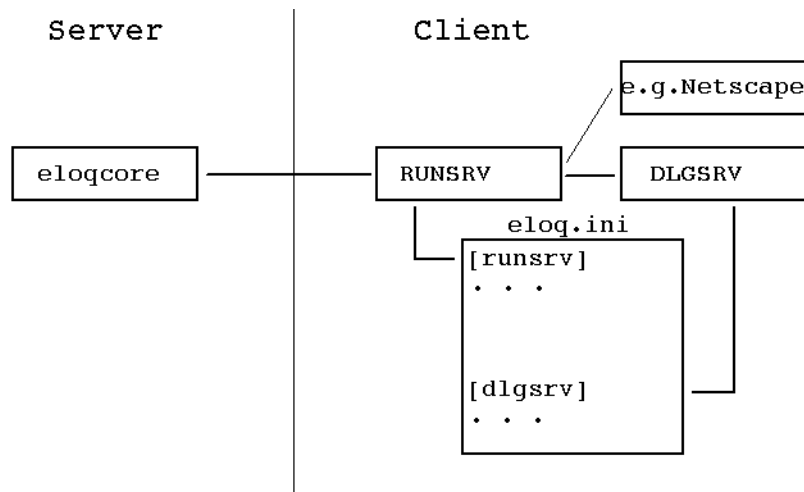 Server
Client
e.g.Netscape
eloqcore
RUNSRV
DLGSRV
eloq.ini
[runsrv]
. . .
[dlgsrv]
. . .